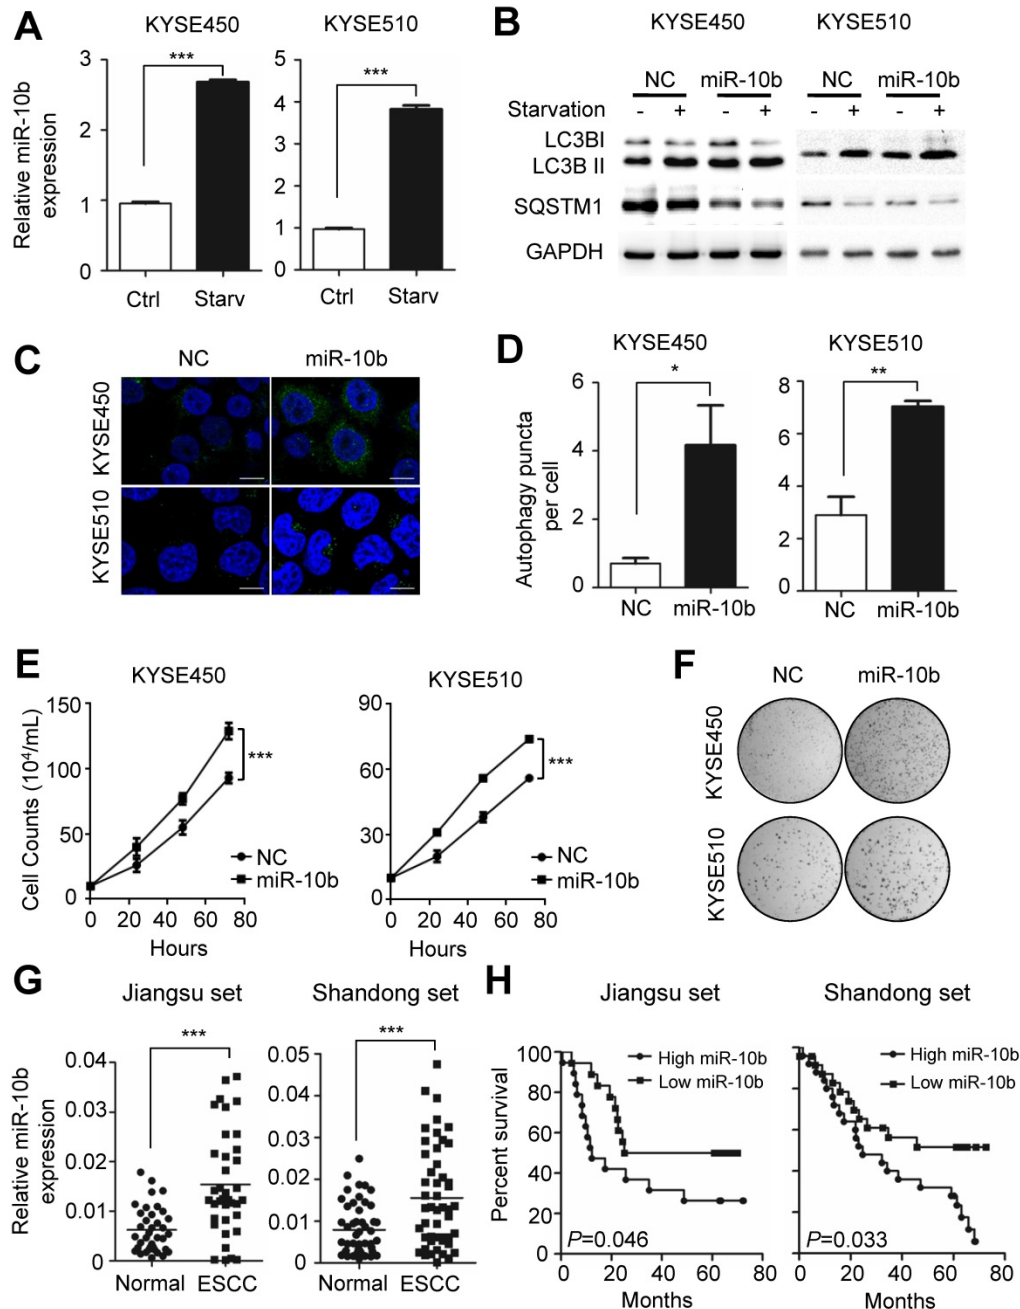 A
KYSE450
KYSE510
Relative miR-10b
expression
3
2
1
0
***
Ctrl
Starv
5
4
3
2
1
0
***
Ctrl
Starv
B
KYSE450
KYSE510
NC
miR-10b
NC
miR-10b
Starvation
- + - +
- + - +
LC3BI
LC3B II
SQSTM1
GAPDH
C
NC
miR-10b
KYSE450
KYSE510
D
KYSE450
KYSE510
Autophagy puncta
per cell
6
4
2
0
*
NC
miR-10b
8
6
4
2
0
**
NC
miR-10b
E
KYSE450
KYSE510
Cell Counts (10⁴/mL)
150
100
50
0
***
NC
miR-10b
0 20 40 60 80
Hours
90
60
30
0
***
NC
miR-10b
0 20 40 60 80
Hours
F
NC
miR-10b
KYSE450
KYSE510
G
Jiangsu set
Shandong set
Relative miR-10b
expression
0.04
0.03
0.02
0.01
0
***
Normal
ESCC
0.05
0.04
0.03
0.02
0.01
0
***
Normal
ESCC
H
Jiangsu set
Shandong set
Percent survival
100
80
60
40
20
0
High miR-10b
Low miR-10b
P=0.046
0 20 40 60 80
Months
High miR-10b
Low miR-10b
P=0.033
0 20 40 60 80
Months